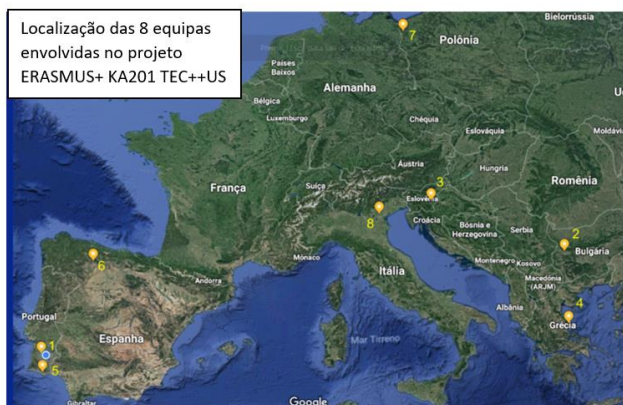 Localização das 8 equipas
envolvidas no projeto
ERASMUS+ KA201 TEC++US
7
Bielorrússia
Polónia
Países
Baixos
Alemanha
Bélgica
Luxemburgo
Chéquia
Eslováquia
Moldávi
Áustria
Hungria
França
Suíça
3
Eslovénia
Roménia
8
Croácia
Bósnia e
Herzegovina
Sérvia
2
Bulgária
6
Mónaco
Andorra
Montenegro
Kosovo
Itália
Macedónia
(ARJM)
Albânia
4
Grécia
Portugal
Espanha
1
5
Mar Tirreno
Gibraltar
Google